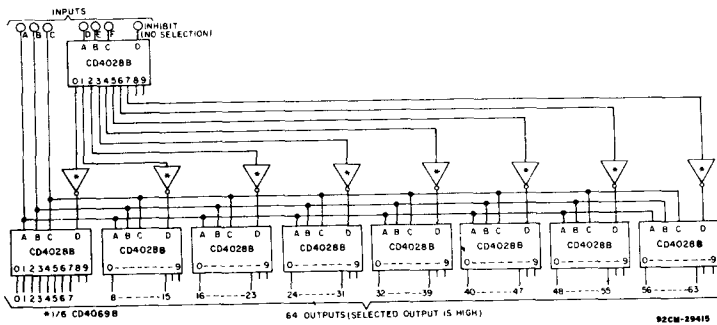 INPUTS
A B C D E F INHIBIT
(NO SELECTION)
A B C D
CD4028B
0 1 2 3 4 5 6 7 8 9
* * * * * * * *
A B C D A B C D A B C D A B C D A B C D A B C D A B C D A B C D
CD4028B CD4028B CD4028B CD4028B CD4028B CD4028B CD4028B CD4028B
0 1 2 3 4 5 6 7 8 9 0-------9 0-------9 0-------9 0-------9 0-------9 0-------9 0-------9
0 1 2 3 4 5 6 7 8-----15 16-----23 24-----31 32-----39 40-----47 48-----55 56-----63
*1/6 CD4069B 64 OUTPUTS (SELECTED OUTPUT IS HIGH)
92CM-29415